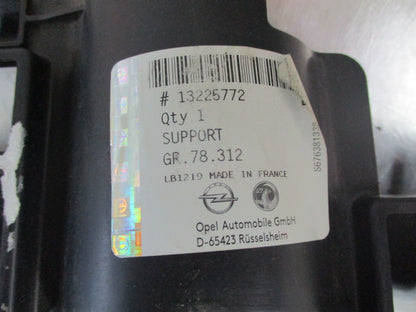 # 13225772
Qty 1
SUPPORT
GR.78.312
LB1219 MADE IN FRANCE
Opel Automobile GmbH
D-65423 Rüsselsheim